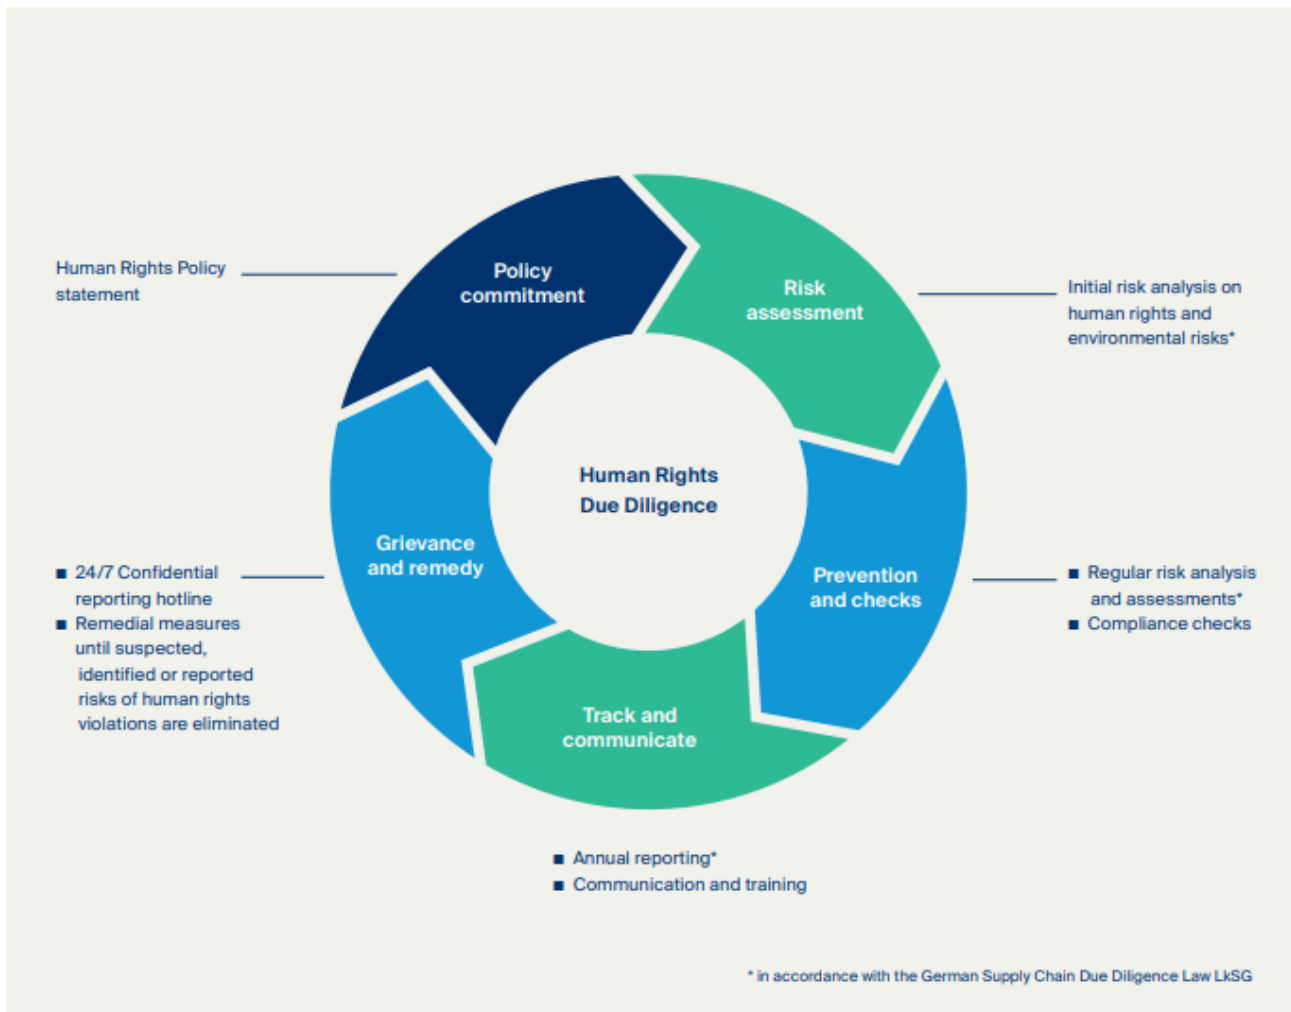 Policy
commitment
Human Rights Policy
statement
Risk
assessment
Initial risk analysis on
human rights and
environmental risks*
Human Rights
Due Diligence
Prevention
and checks
■ Regular risk analysis
and assessments*
■ Compliance checks
Track and
communicate
■ Annual reporting*
■ Communication and training
Grievance
and remedy
■ 24/7 Confidential
reporting hotline
■ Remedial measures
until suspected,
identified or reported
risks of human rights
violations are eliminated
* in accordance with the German Supply Chain Due Diligence Law LkSG